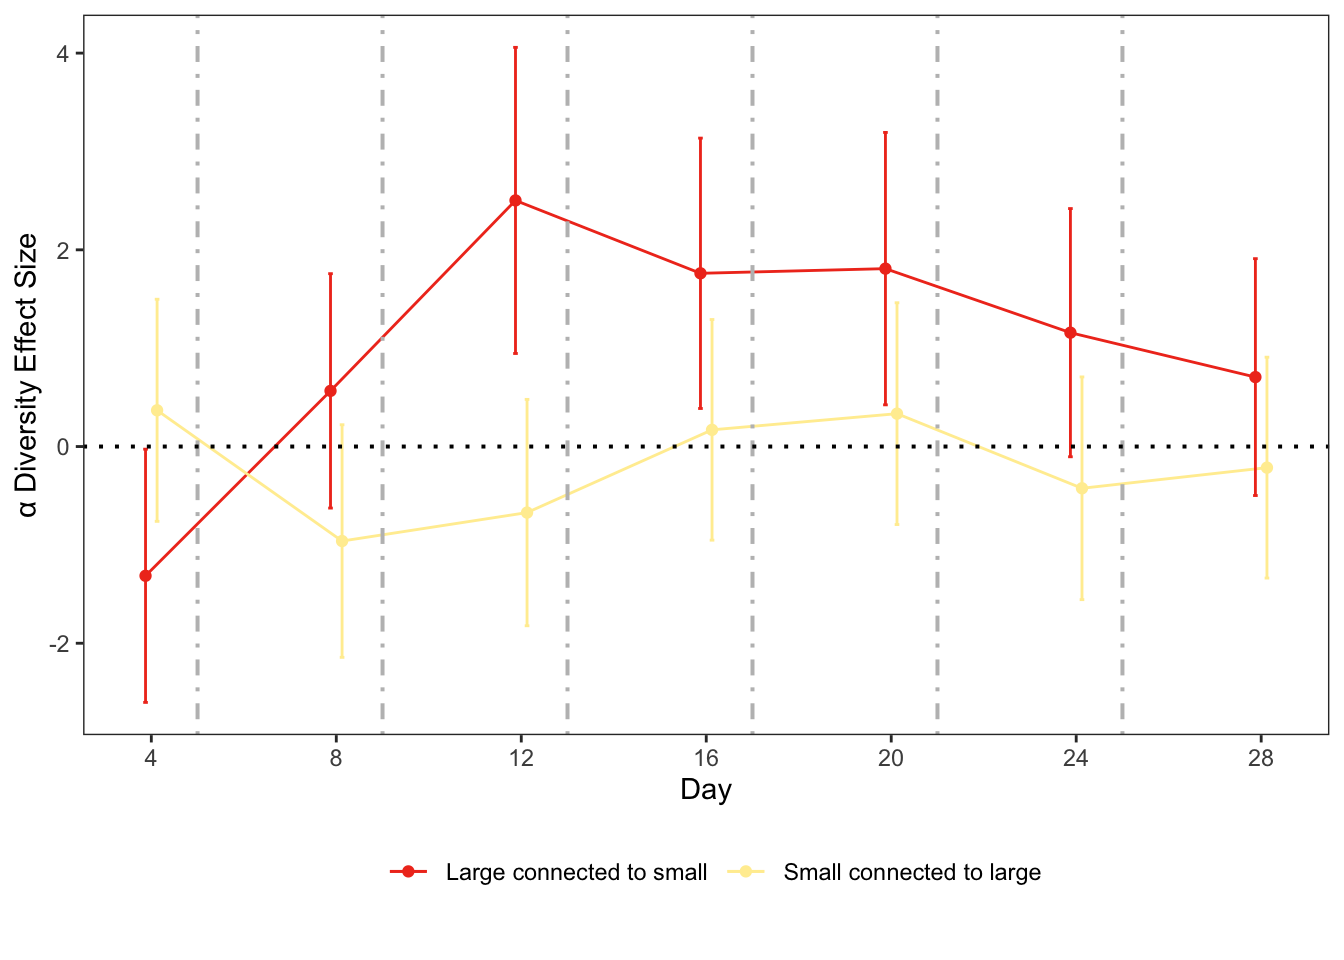 α Diversity Effect Size
4
2
0
-2
4 8 12 16 20 24 28
Day
Large connected to small Small connected to large